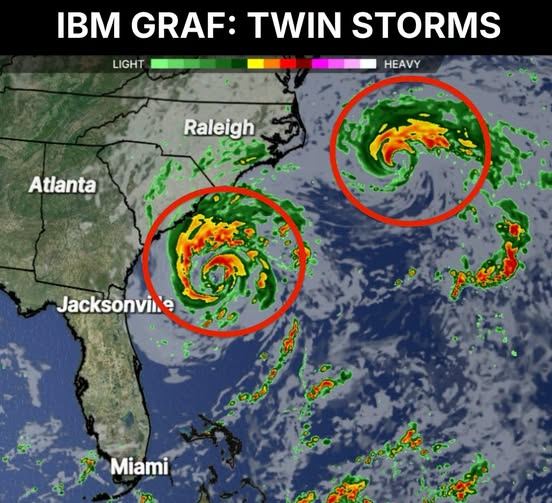 IBM GRAF: TWIN STORMS
LIGHT HEAVY
Raleigh
Atlanta
Jacksonville
Miami